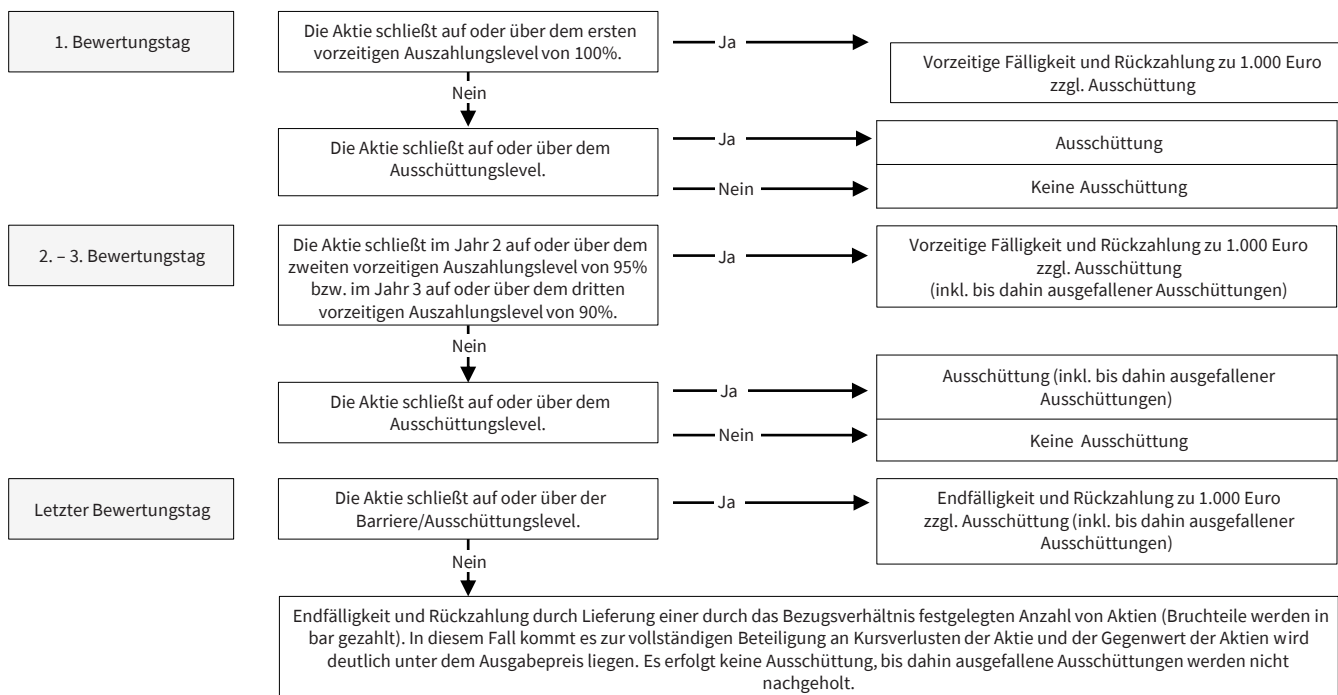 1. Bewertungstag
Die Aktie schließt auf oder über dem ersten
vorzeitigen Auszahlungslevel von 100%.
Ja
Vorzeitige Fälligkeit und Rückzahlung zu 1.000 Euro
zzgl. Ausschüttung
Nein
Die Aktie schließt auf oder über dem
Ausschüttungslevel.
Ja
Ausschüttung
Nein
Keine Ausschüttung
2. – 3. Bewertungstag
Die Aktie schließt im Jahr 2 auf oder über dem
zweiten vorzeitigen Auszahlungslevel von 95%
bzw. im Jahr 3 auf oder über dem dritten
vorzeitigen Auszahlungslevel von 90%.
Ja
Vorzeitige Fälligkeit und Rückzahlung zu 1.000 Euro
zzgl. Ausschüttung
(inkl. bis dahin ausgefallener Ausschüttungen)
Nein
Die Aktie schließt auf oder über dem
Ausschüttungslevel.
Ja
Ausschüttung (inkl. bis dahin ausgefallener
Ausschüttungen)
Nein
Keine Ausschüttung
Letzter Bewertungstag
Die Aktie schließt auf oder über der
Barriere/Ausschüttungslevel.
Ja
Endfälligkeit und Rückzahlung zu 1.000 Euro
zzgl. Ausschüttung (inkl. bis dahin ausgefallener
Ausschüttungen)
Nein
Endfälligkeit und Rückzahlung durch Lieferung einer durch das Bezugsverhältnis festgelegten Anzahl von Aktien (Bruchteile werden in
bar gezahlt). In diesem Fall kommt es zur vollständigen Beteiligung an Kursverlusten der Aktie und der Gegenwert der Aktien wird
deutlich unter dem Ausgabepreis liegen. Es erfolgt keine Ausschüttung, bis dahin ausgefallene Ausschüttungen werden nicht
nachgeholt.